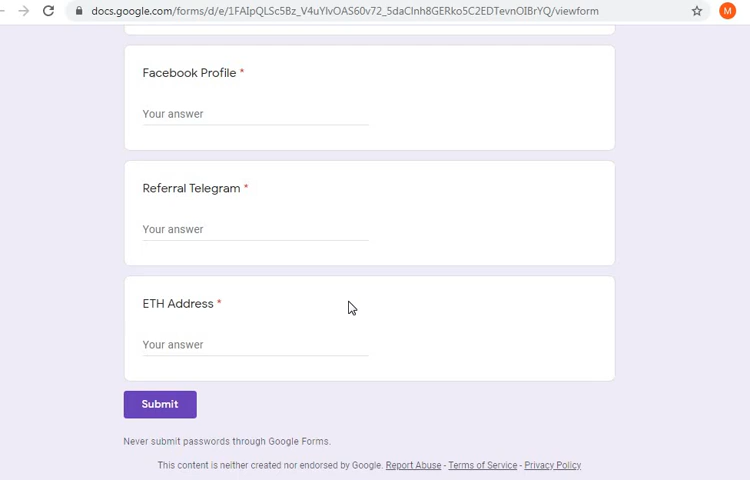 docs.google.com/forms/d/e/1FAIpQLSc5Bz_V4uYlvOAS60v72_5daClnh8GERko5C2EDTevnOIBrYQ/viewform
M
Facebook Profile *
Your answer
Referral Telegram *
Your answer
ETH Address *
Your answer
Submit
Never submit passwords through Google Forms.
This content is neither created nor endorsed by Google. Report Abuse - Terms of Service - Privacy Policy